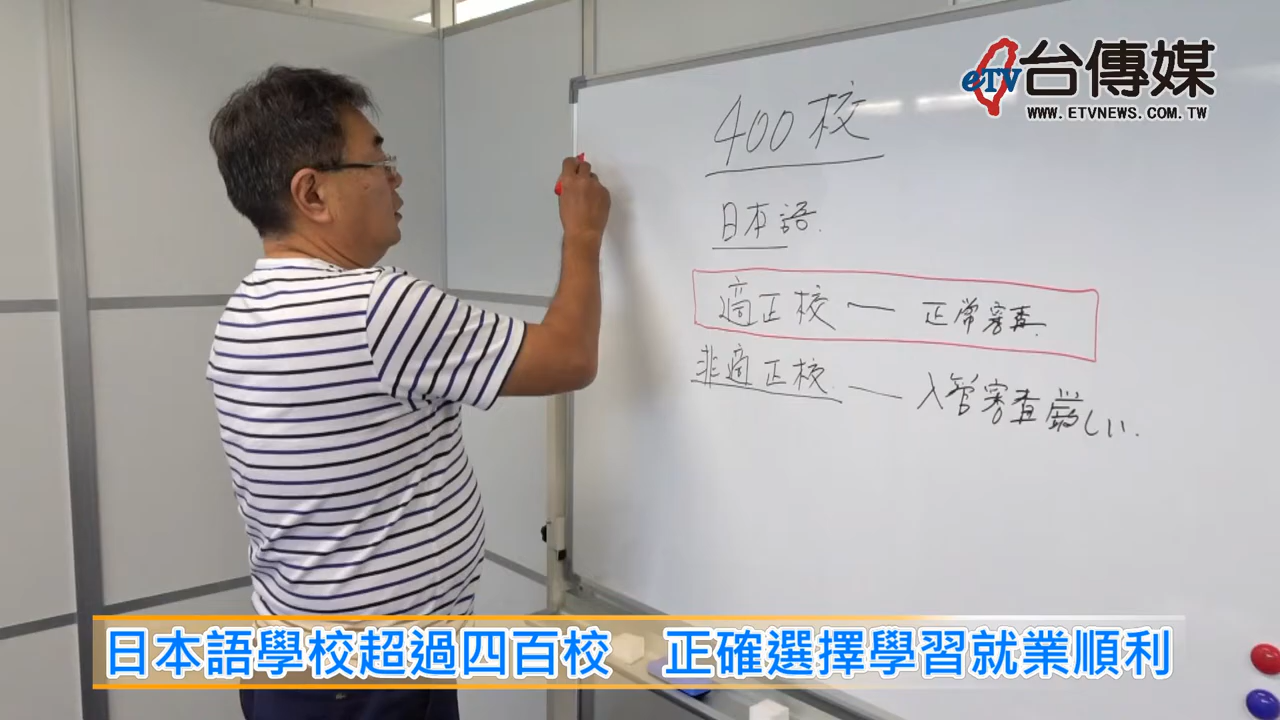 eTV台傳媒
WWW.ETVNEWS.COM.TW
400校
日本語.
適正校 — 正常審査.
非適正校. — 入管審査厳しい.
日本語學校超過四百校 正確選擇學習就業順利